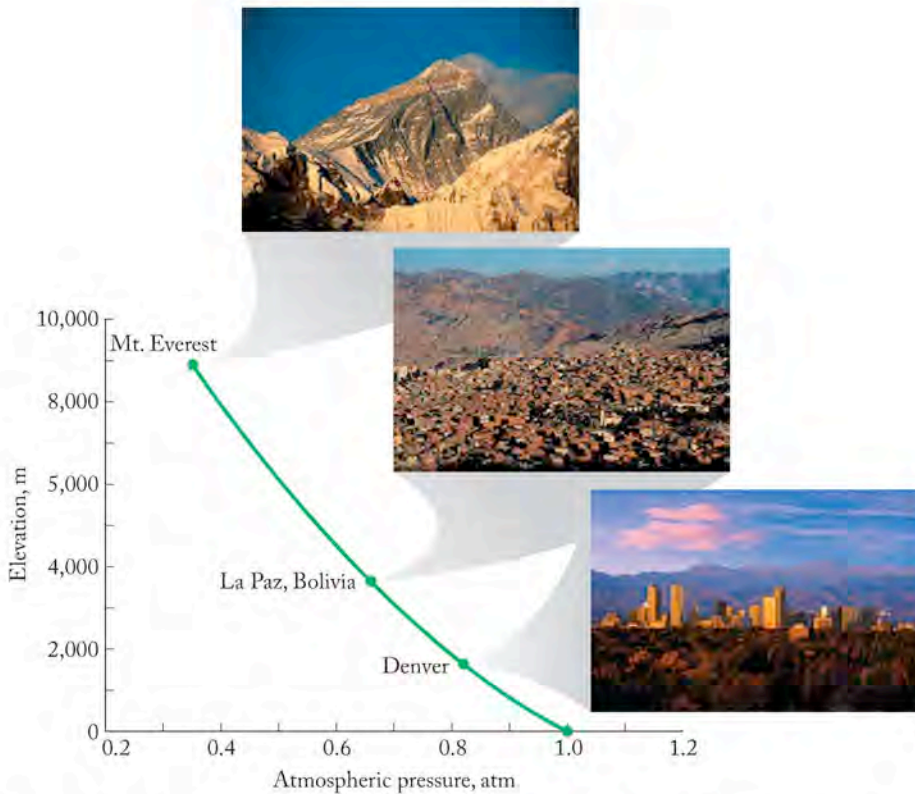 10,000
Mt. Everest
8,000
5,000
Elevation, m
4,000
La Paz, Bolivia
2,000
Denver
0
0.2 0.4 0.6 0.8 1.0 1.2
Atmospheric pressure, atm